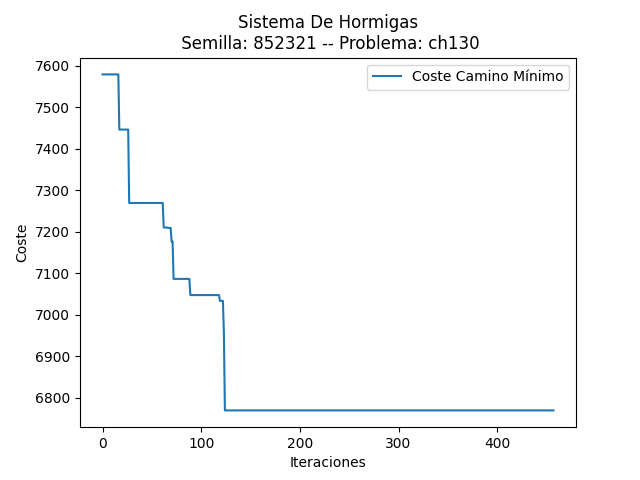 Sistema De Hormigas
Semilla: 852321 -- Problema: ch130
Coste Camino Mínimo
7600
7500
7400
7300
7200
7100
7000
6900
6800
Coste
0 100 200 300 400
Iteraciones